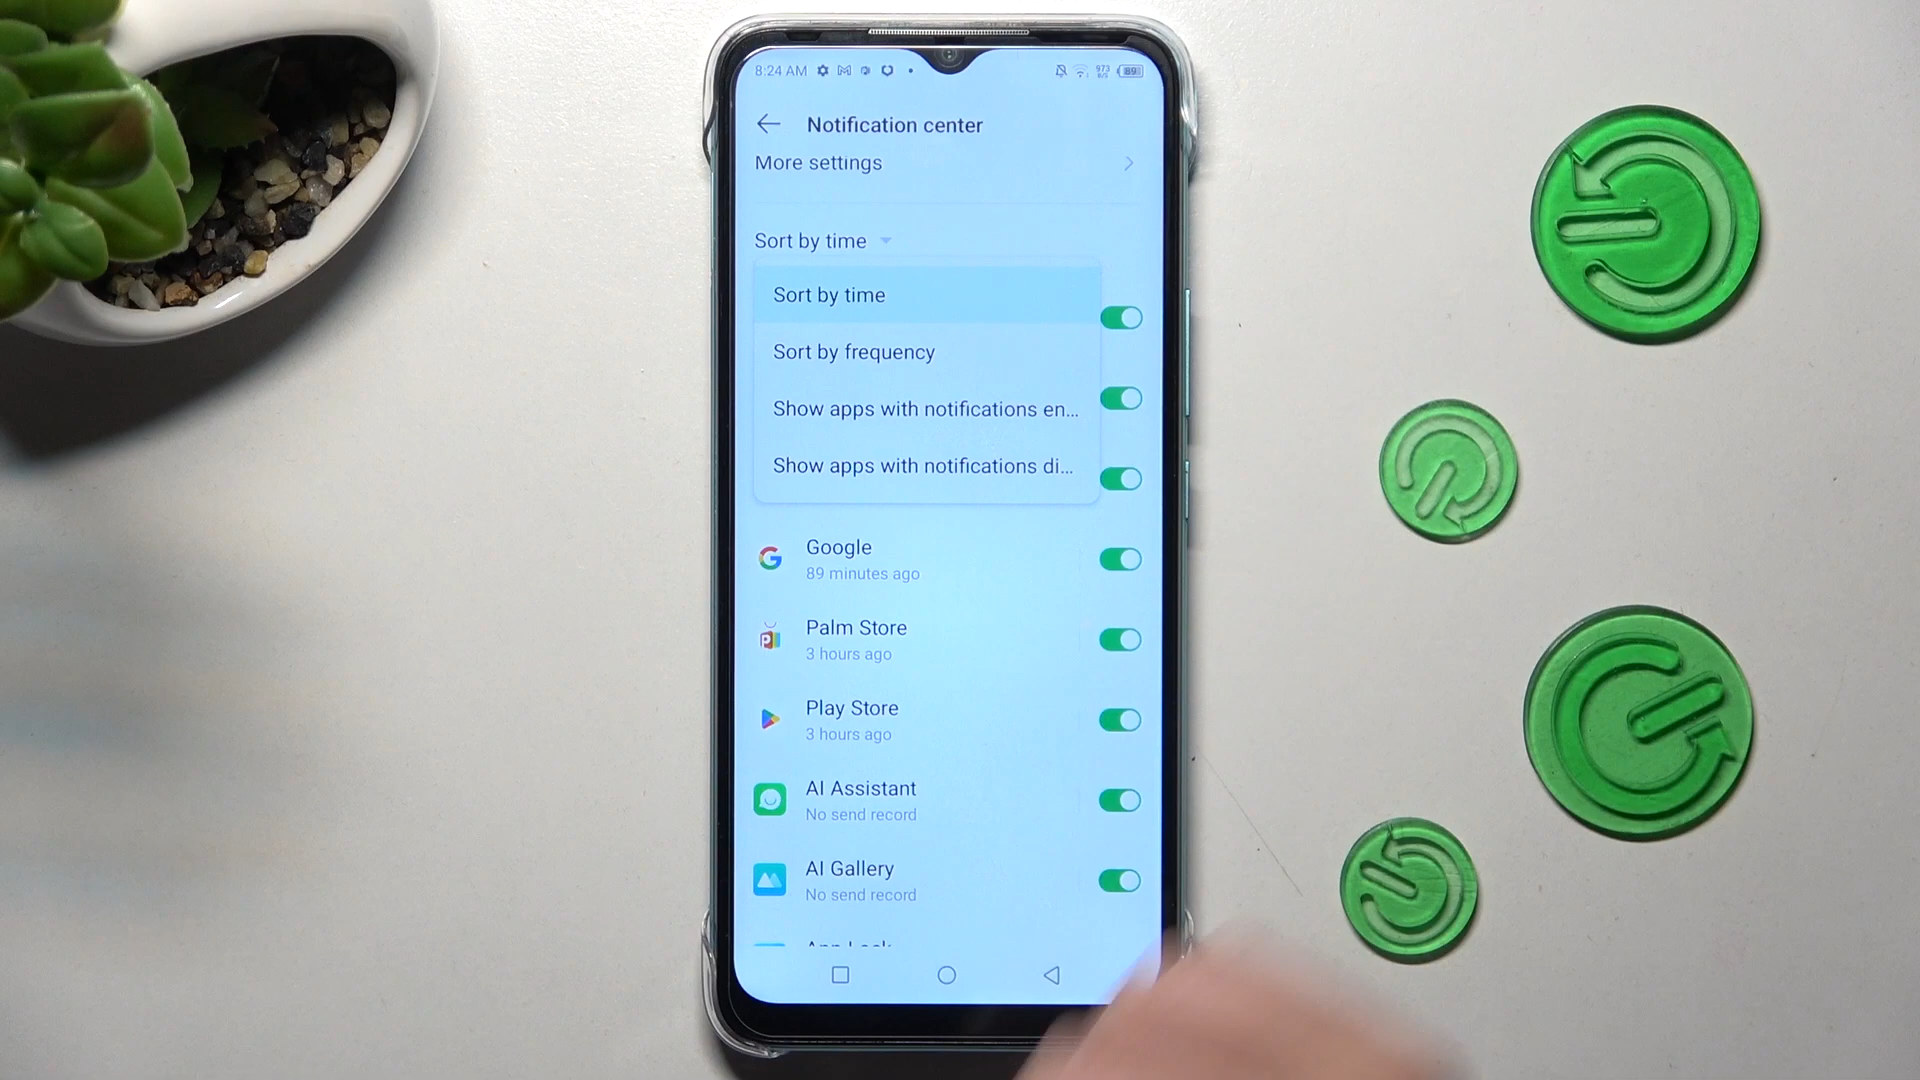 8:24 AM
89
Notification center
More settings
Sort by time
Sort by time
Sort by frequency
Show apps with notifications en...
Show apps with notifications di...
Google
89 minutes ago
Palm Store
3 hours ago
Play Store
3 hours ago
AI Assistant
No send record
AI Gallery
No send record